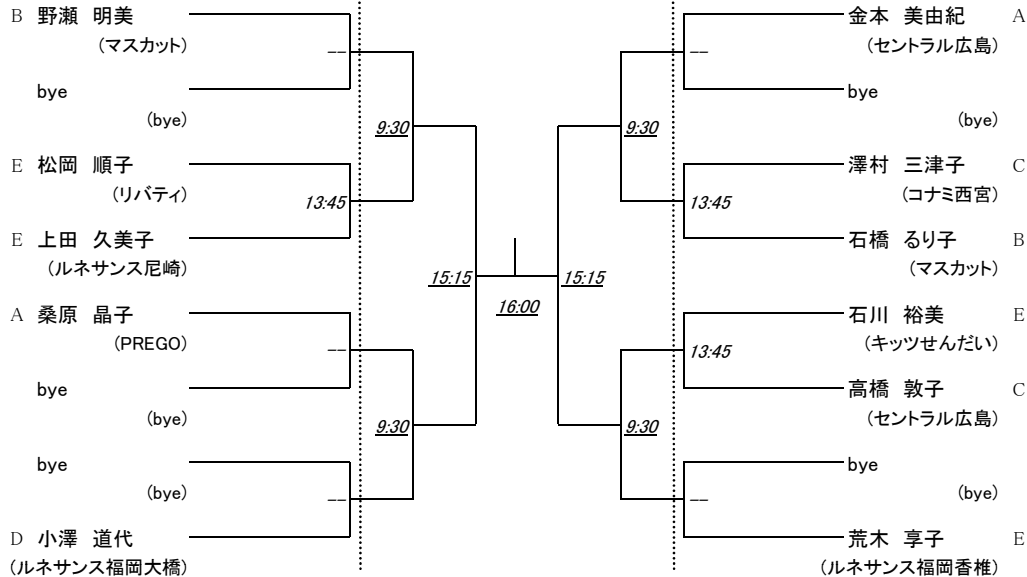 B 野瀬 明美
(マスカット)
--
bye
(bye)
9:30
E 松岡 順子
(リバティ)
13:45
E 上田 久美子
(ルネサンス尼崎)
15:15
A 桑原 晶子
(PREGO)
--
bye
(bye)
9:30
bye
(bye)
--
D 小澤 道代
(ルネサンス福岡大橋)
16:00
金本 美由紀 A
(セントラル広島)
--
bye
(bye)
9:30
澤村 三津子 C
(コナミ西宮)
13:45
石橋 るり子 B
(マスカット)
15:15
石川 裕美 E
(キッツせんだい)
13:45
高橋 敦子 C
(セントラル広島)
9:30
bye
(bye)
--
荒木 享子 E
(ルネサンス福岡香椎)